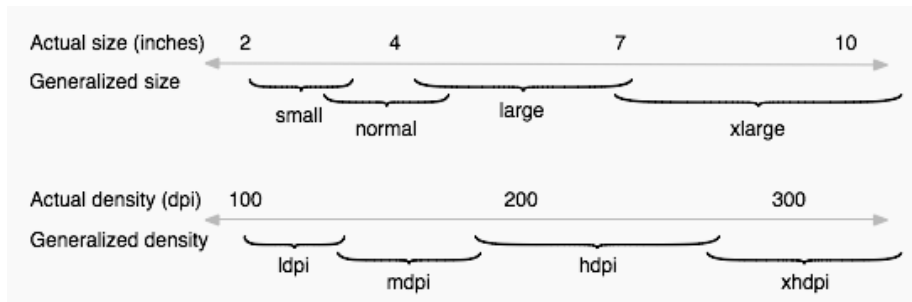 Actual size (inches) 2 4 7 10
Generalized size
small normal large xlarge
Actual density (dpi) 100 200 300
Generalized density
ldpi mdpi hdpi xhdpi